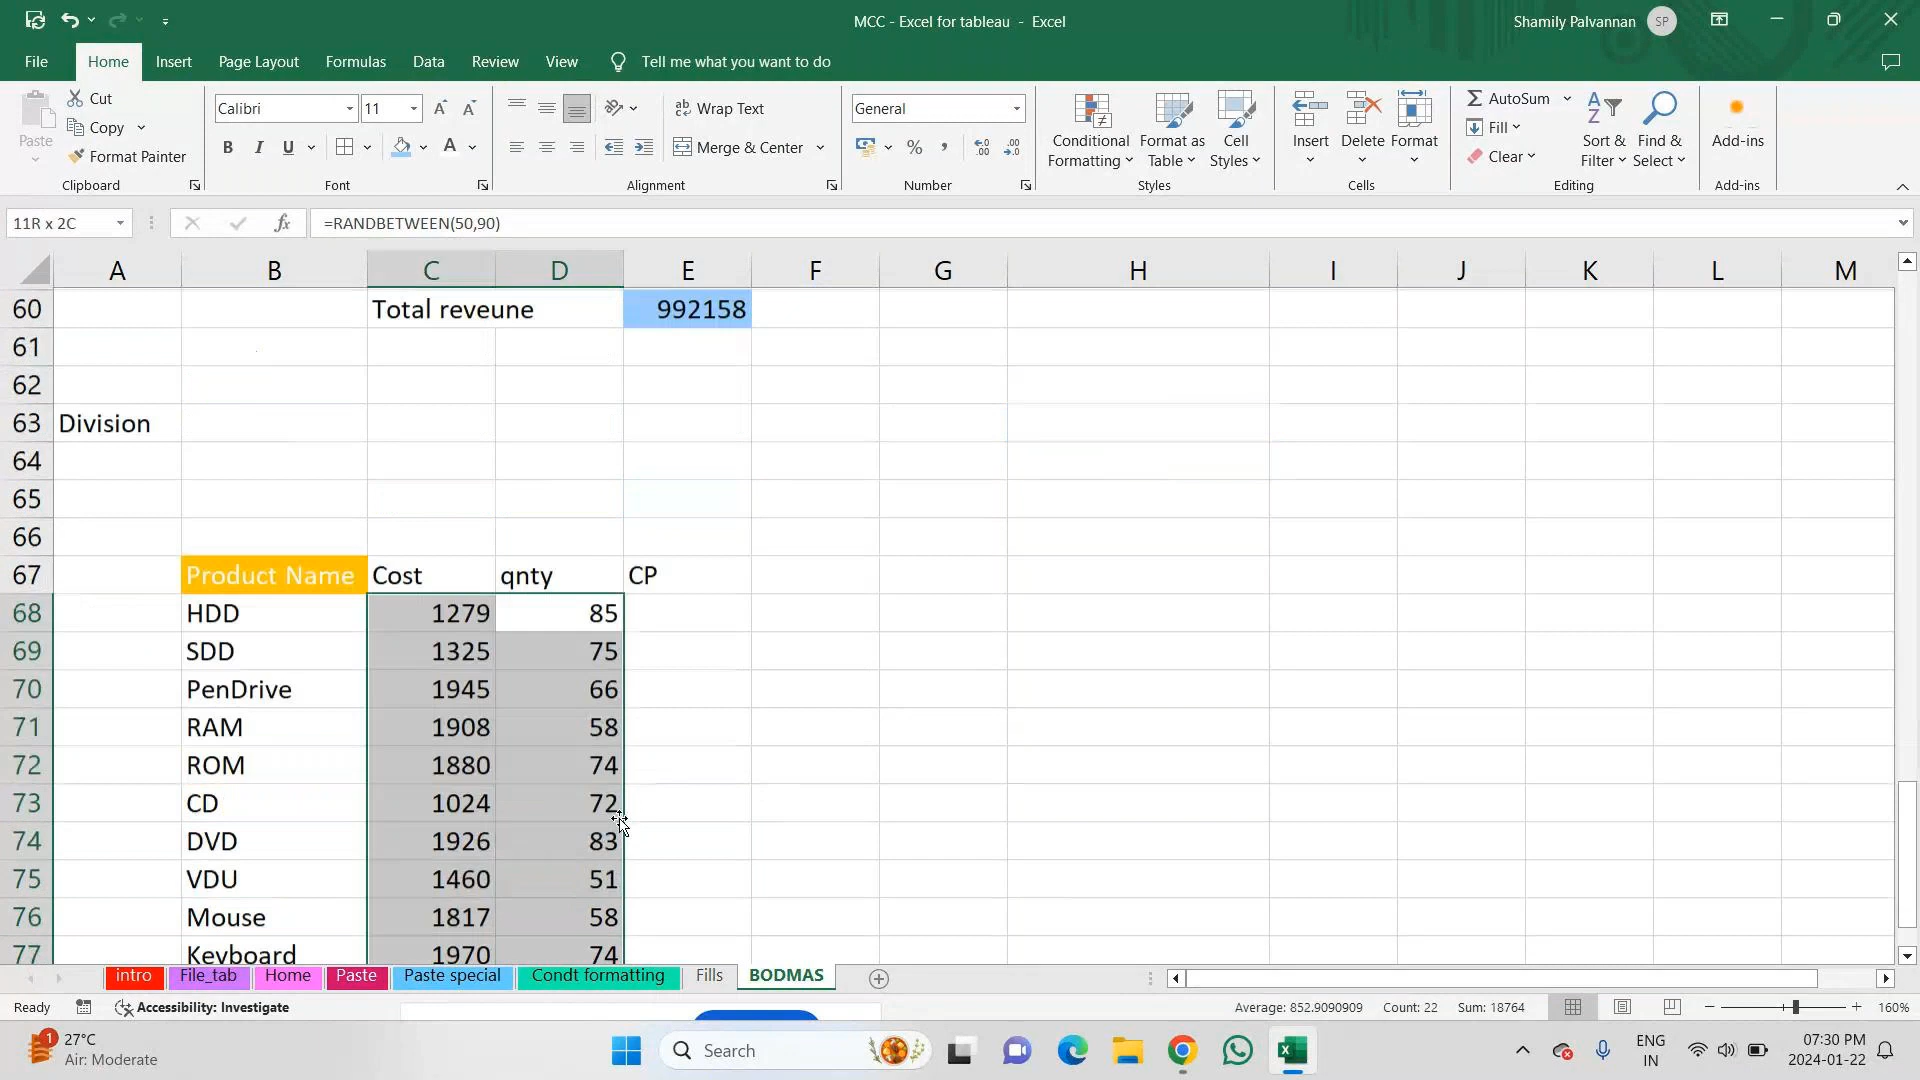 MCC - Excel for tableau - Excel
Shamily Palvannan SP
File Home Insert Page Layout Formulas Data Review View Tell me what you want to do
Paste
Cut
Copy
Format Painter
Clipboard
Calibri 11
B I U
Font
Wrap Text
Merge & Center
Alignment
General
Number
Conditional Formatting
Format as Table
Cell Styles
Styles
Insert Delete Format
Cells
AutoSum
Fill
Clear
Sort & Filter
Find & Select
Editing
Add-ins
Add-ins
11R x 2C fx =RANDBETWEEN(50,90)
A B C D E F G H I J K L M
60 Total reveune 992158
61
62
63 Division
64
65
66
67 Product Name Cost qnty CP
68 HDD 1279 85
69 SDD 1325 75
70 PenDrive 1945 66
71 RAM 1908 58
72 ROM 1880 74
73 CD 1024 72
74 DVD 1926 83
75 VDU 1460 51
76 Mouse 1817 58
77 Keyboard 1970 74
intro File_tab Home Paste Paste special Condt formatting Fills BODMAS
Ready Accessibility: Investigate Average: 852.9090909 Count: 22 Sum: 18764 160%
1
27°C
Air: Moderate
Search
ENG
IN
07:30 PM
2024-01-22